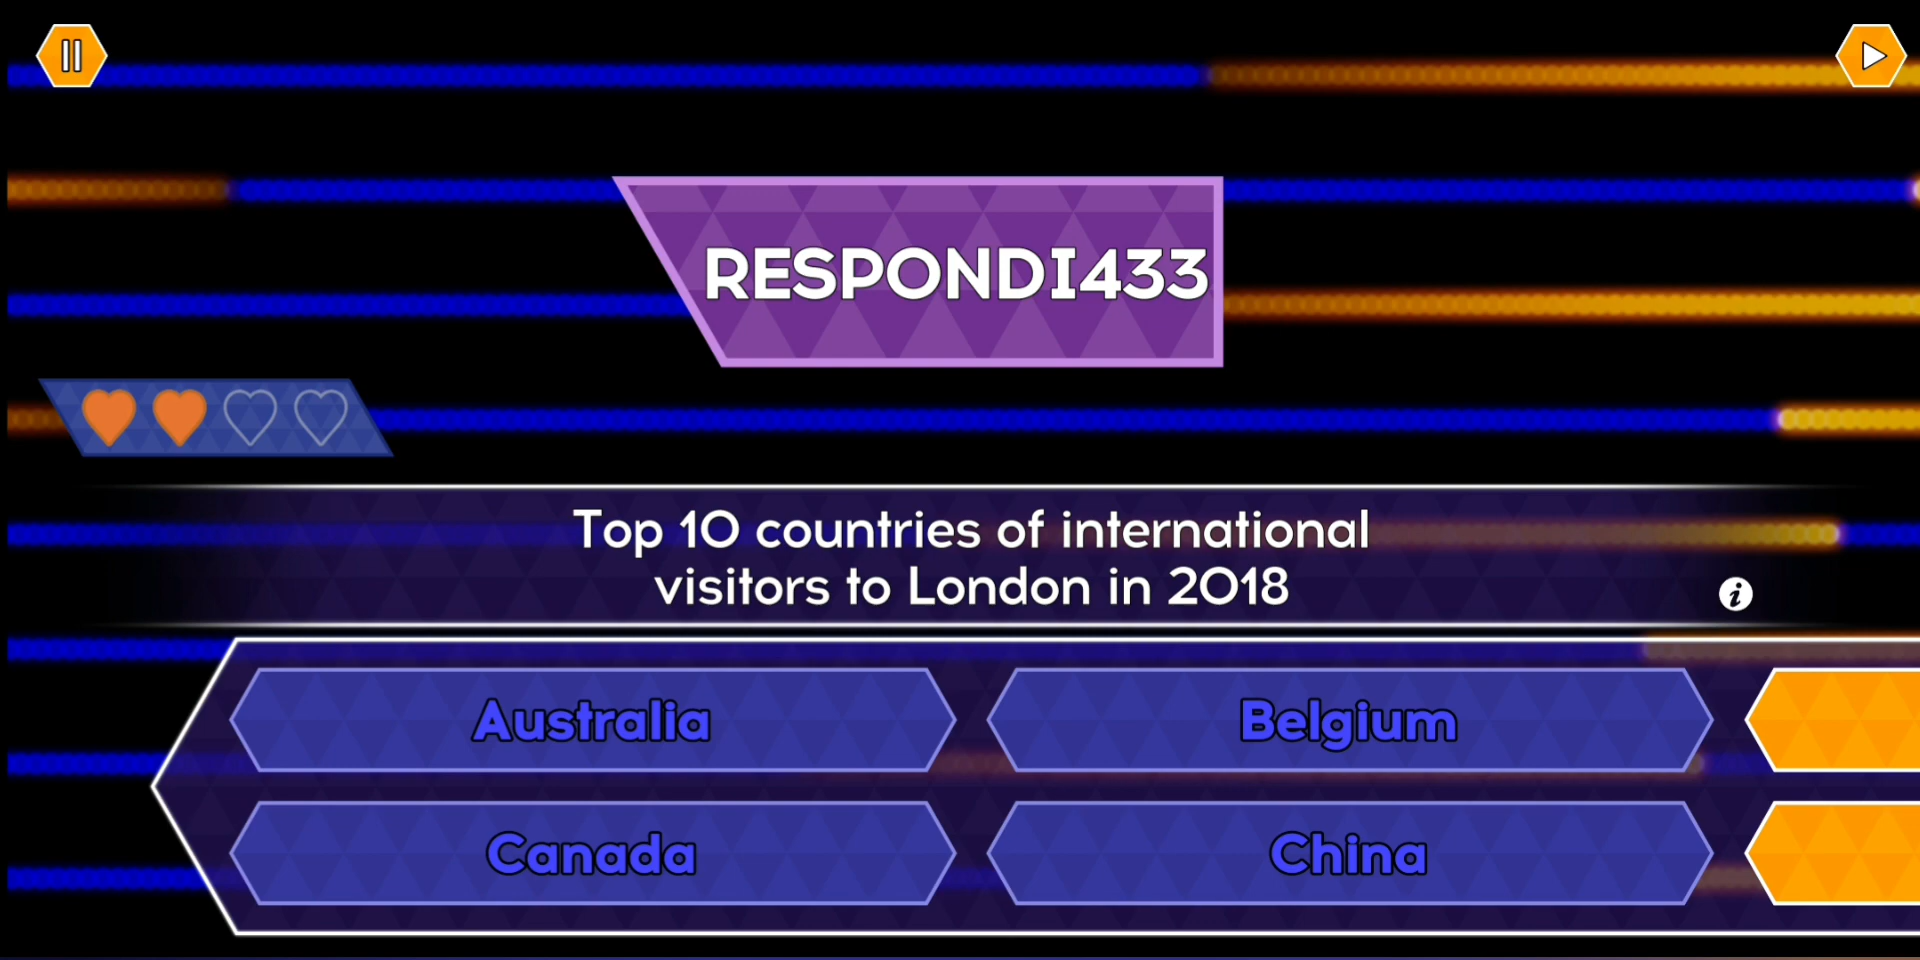 RESPONDI433
Top 10 countries of international
visitors to London in 2018
Australia
Belgium
Canada
China